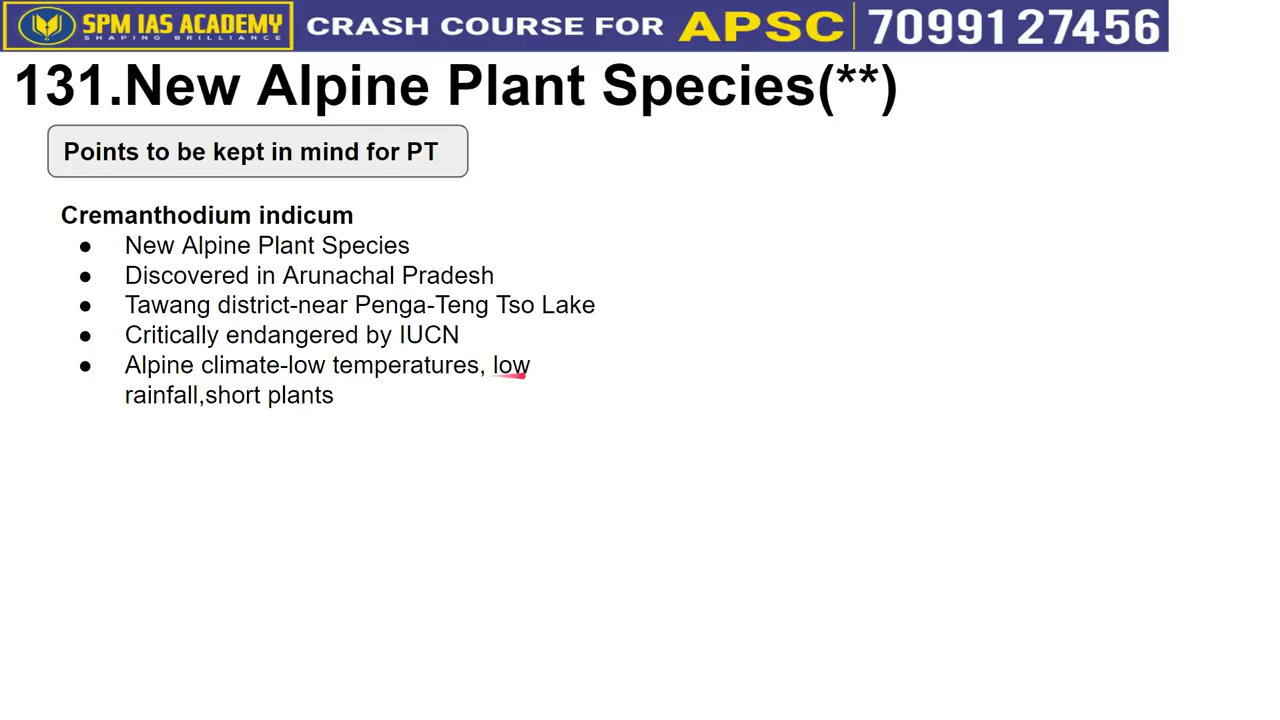 SPM IAS ACADEMY
SHAPING BRILLIANCE
CRASH COURSE FOR APSC 70991 27456
131.New Alpine Plant Species(**)
Points to be kept in mind for PT
Cremanthodium indicum
● New Alpine Plant Species
● Discovered in Arunachal Pradesh
● Tawang district-near Penga-Teng Tso Lake
● Critically endangered by IUCN
● Alpine climate-low temperatures, low
rainfall,short plants